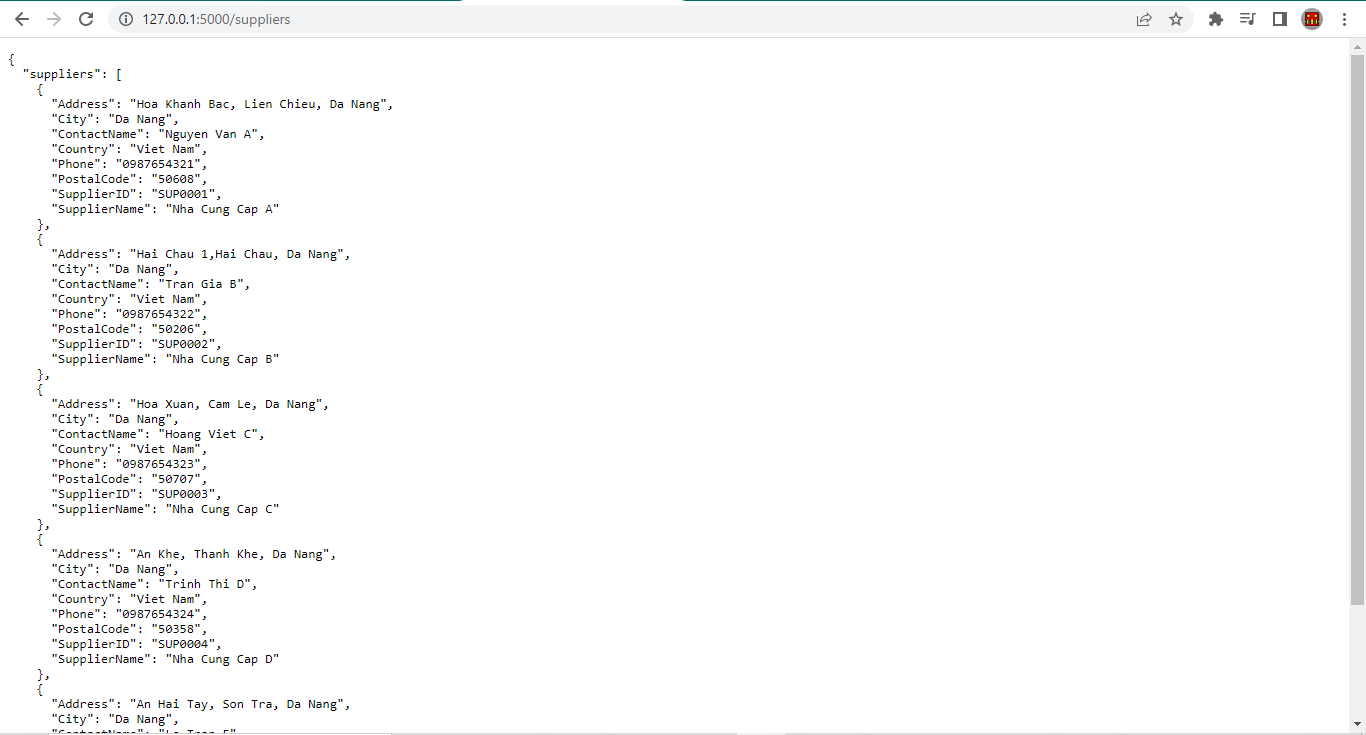 127.0.0.1:5000/suppliers
{
  "suppliers": [
    {
      "Address": "Hoa Khanh Bac, Lien Chieu, Da Nang",
      "City": "Da Nang",
      "ContactName": "Nguyen Van A",
      "Country": "Viet Nam",
      "Phone": "0987654321",
      "PostalCode": "50608",
      "SupplierID": "SUP0001",
      "SupplierName": "Nha Cung Cap A"
    },
    {
      "Address": "Hai Chau 1,Hai Chau, Da Nang",
      "City": "Da Nang",
      "ContactName": "Tran Gia B",
      "Country": "Viet Nam",
      "Phone": "0987654322",
      "PostalCode": "50206",
      "SupplierID": "SUP0002",
      "SupplierName": "Nha Cung Cap B"
    },
    {
      "Address": "Hoa Xuan, Cam Le, Da Nang",
      "City": "Da Nang",
      "ContactName": "Hoang Viet C",
      "Country": "Viet Nam",
      "Phone": "0987654323",
      "PostalCode": "50707",
      "SupplierID": "SUP0003",
      "SupplierName": "Nha Cung Cap C"
    },
    {
      "Address": "An Khe, Thanh Khe, Da Nang",
      "City": "Da Nang",
      "ContactName": "Trinh Thi D",
      "Country": "Viet Nam",
      "Phone": "0987654324",
      "PostalCode": "50358",
      "SupplierID": "SUP0004",
      "SupplierName": "Nha Cung Cap D"
    },
    {
      "Address": "An Hai Tay, Son Tra, Da Nang",
      "City": "Da Nang",
      "ContactName":